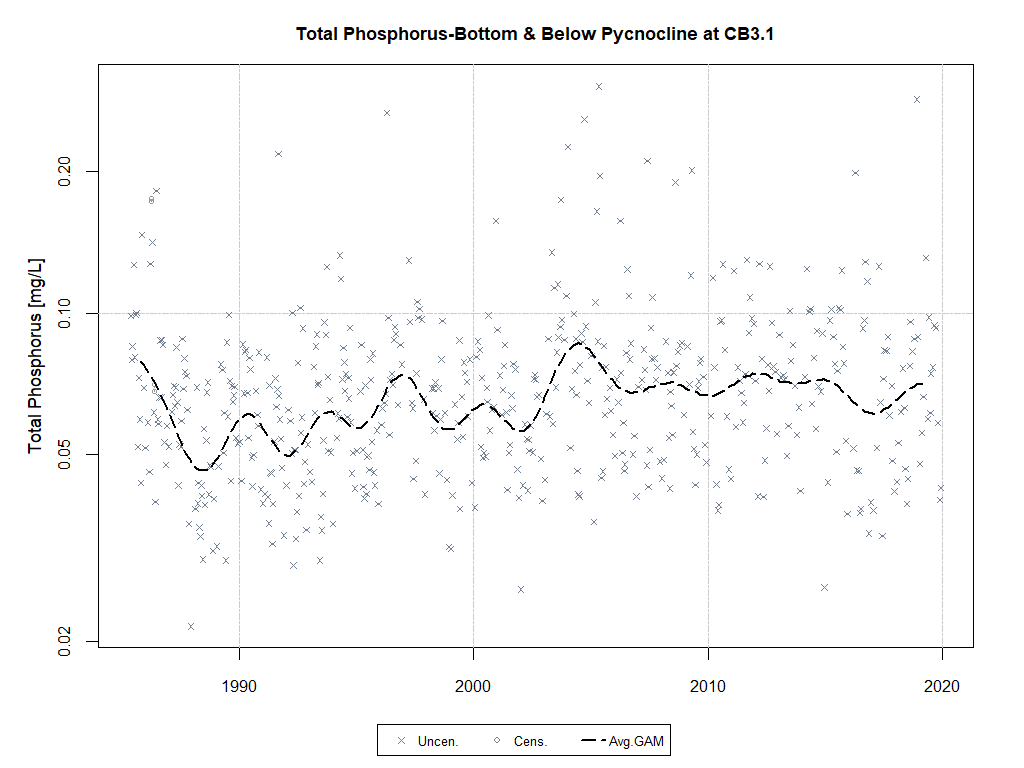 Total Phosphorus-Bottom & Below Pycnocline at CB3.1
Total Phosphorus [mg/L]
0.20
0.10
0.05
0.02
1990 2000 2010 2020
Uncen. Cens. Avg.GAM